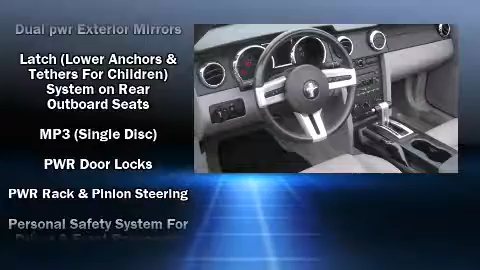 Dual pwr Exterior Mirrors
Latch (Lower Anchors &
Tethers For Children)
System on Rear
Outboard Seats
MP3 (Single Disc)
PWR Door Locks
PWR Rack & Pinion Steering
Personal Safety System For